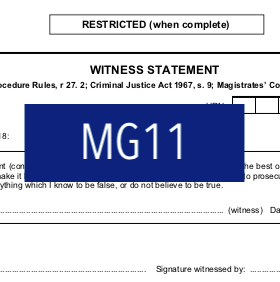 RESTRICTED (when complete)
WITNESS STATEMENT
ocedure Rules, r 27. 2; Criminal Justice Act 1967, s. 9; Magistrates' Co
MG11
18:
nt (con
he best o
ake it
to prosecu
ything which I know to be false, or do not believe to be true.
(witness) Da
Signature witnessed by: